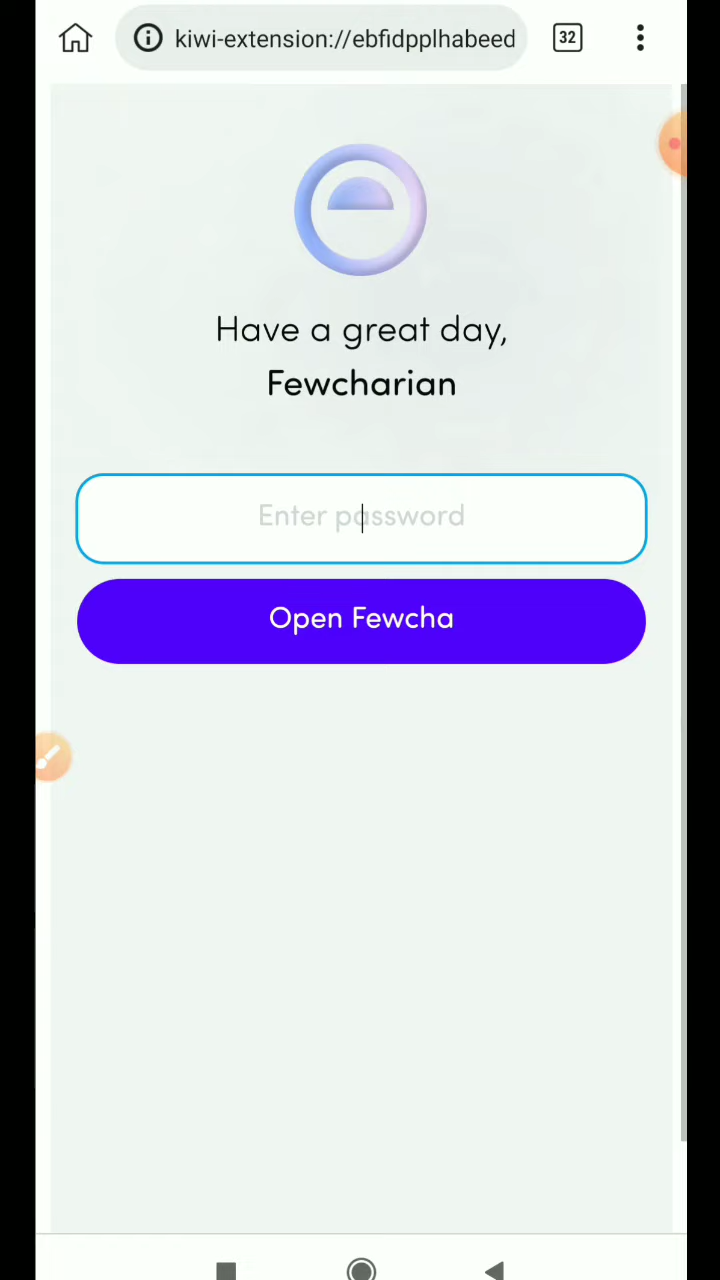 kiwi-extension://ebfidpplhabeed
32
Have a great day,
Fewcharian
Enter password
Open Fewcha